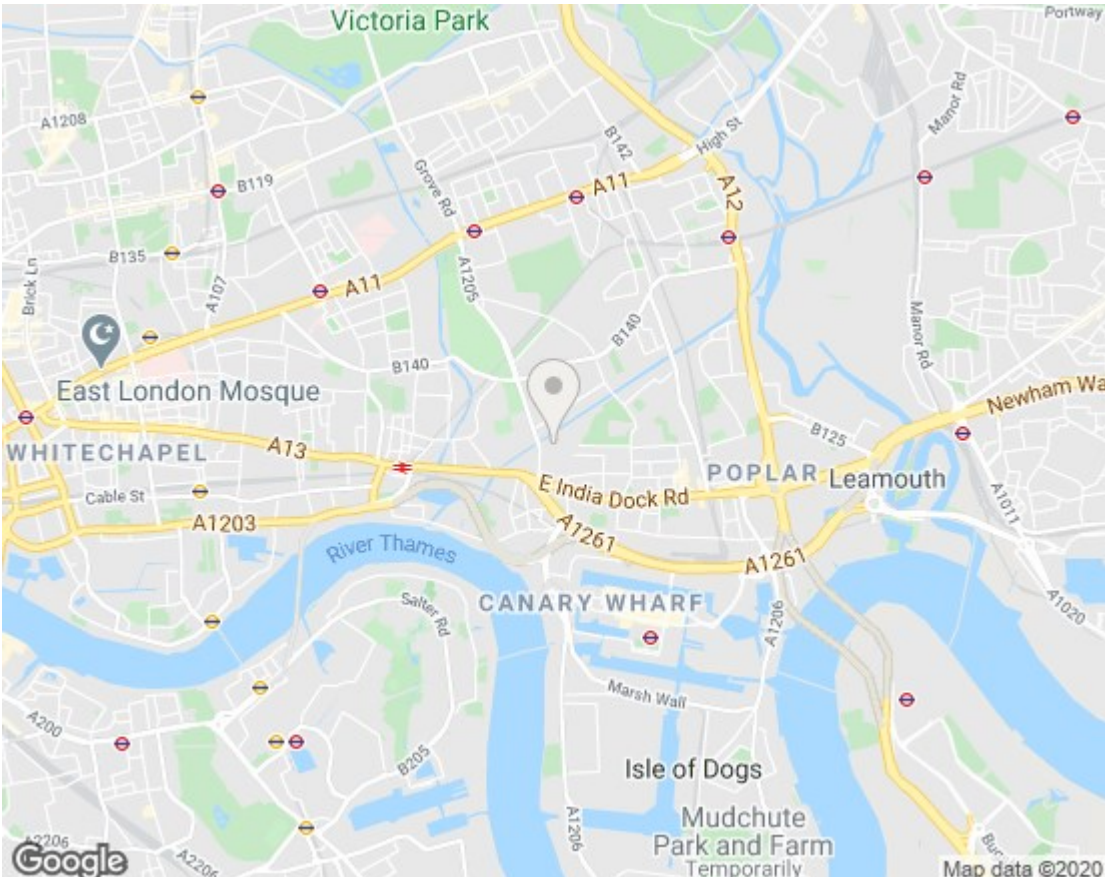 Victoria Park
Portway
A1208
Manor Rd
B142
High St
Grove Rd
B119
A11
A12
B135
A1205
Brick Ln
A107
A11
B140
Manor Rd
B140
East London Mosque
Newham Wa
B125
A13
WHITECHAPEL
POPLAR
Leamouth
Cable St
E India Dock Rd
A1203
A1011
A1261
River Thames
A1261
CANARY WHARF
Salter Rd
A1206
A1020
Marsh Wall
A200
B205
Isle of Dogs
Mudchute
Park and Farm
Temporarily
A1206
A2206
A2206
Bug
Google
Map data ©2020